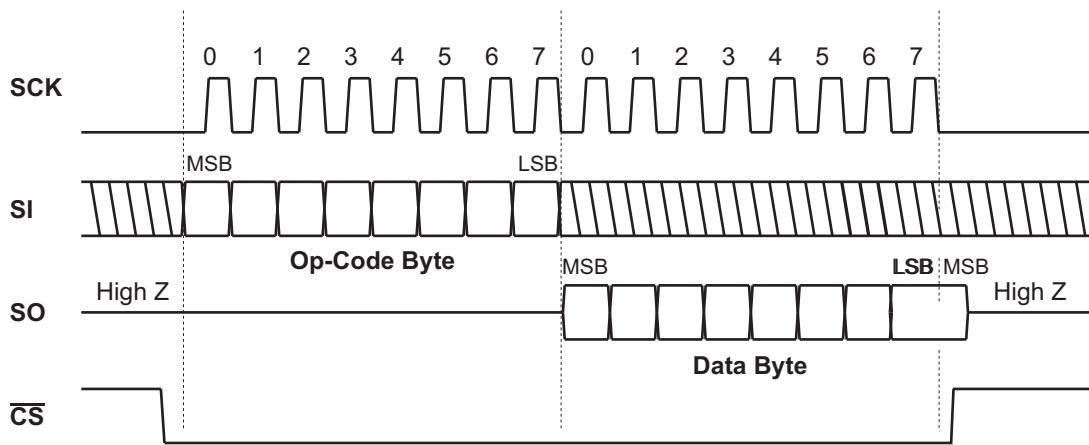 0 1 2 3 4 5 6 7 0 1 2 3 4 5 6 7
SCK
MSB LSB
SI
Op-Code Byte
MSB LSB MSB
High Z High Z
SO
Data Byte
CS